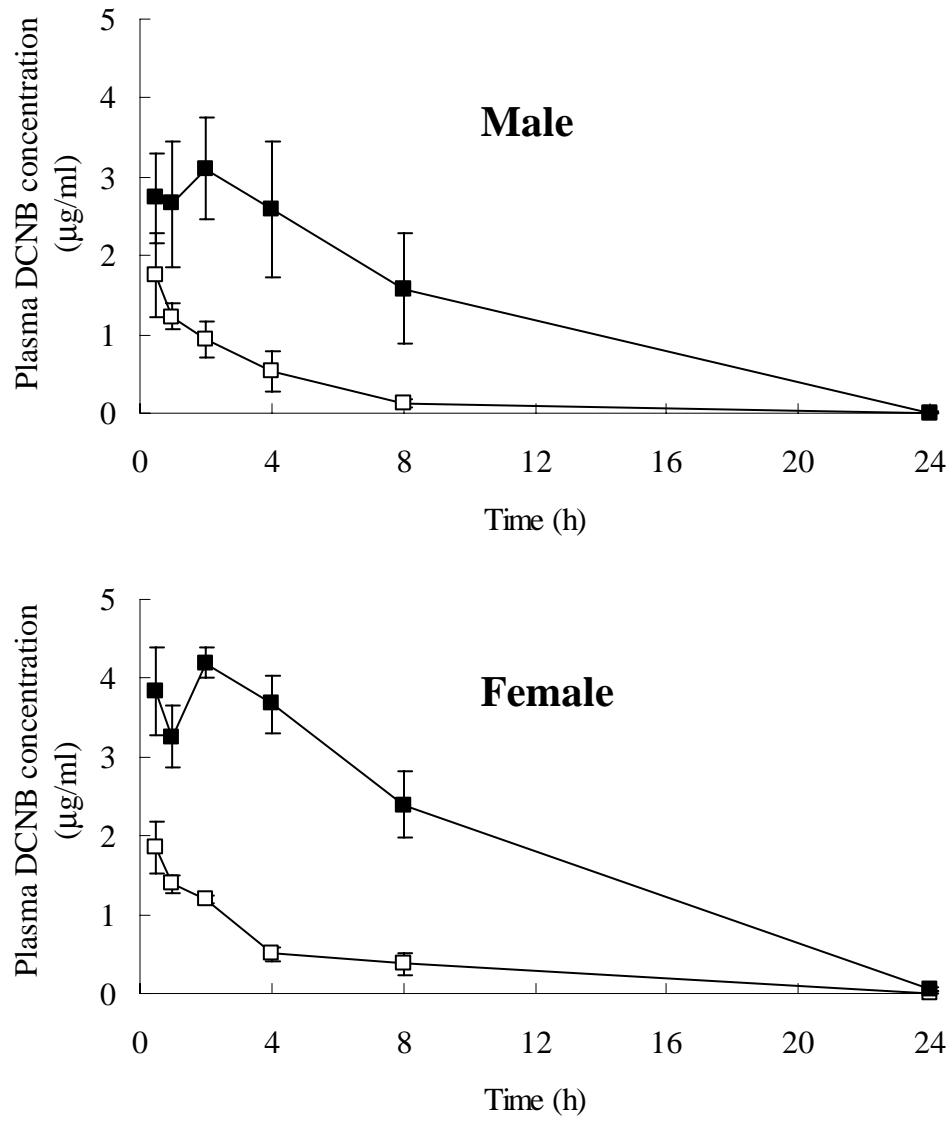 Plasma DCNB concentration
(μg/ml)
5
4
3
2
1
0
Male
0 4 8 12 16 20 24
Time (h)
Plasma DCNB concentration
(μg/ml)
5
4
3
2
1
0
Female
0 4 8 12 16 20 24
Time (h)